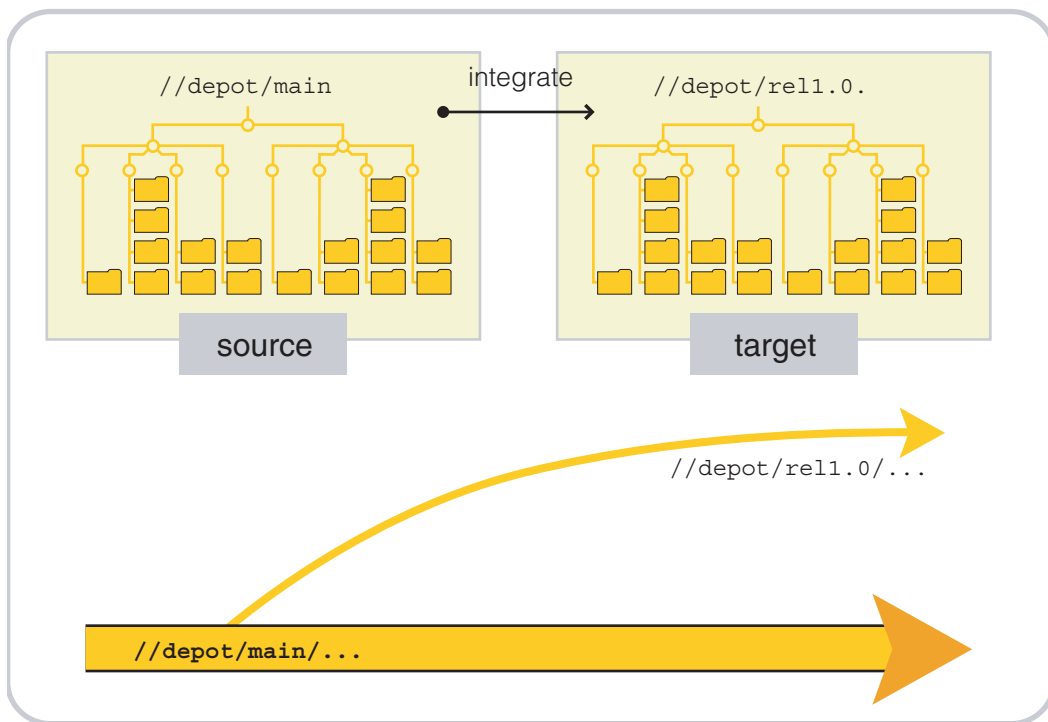 //depot/main
integrate
//depot/rel1.0.
source
target
//depot/rel1.0/...
//depot/main/...